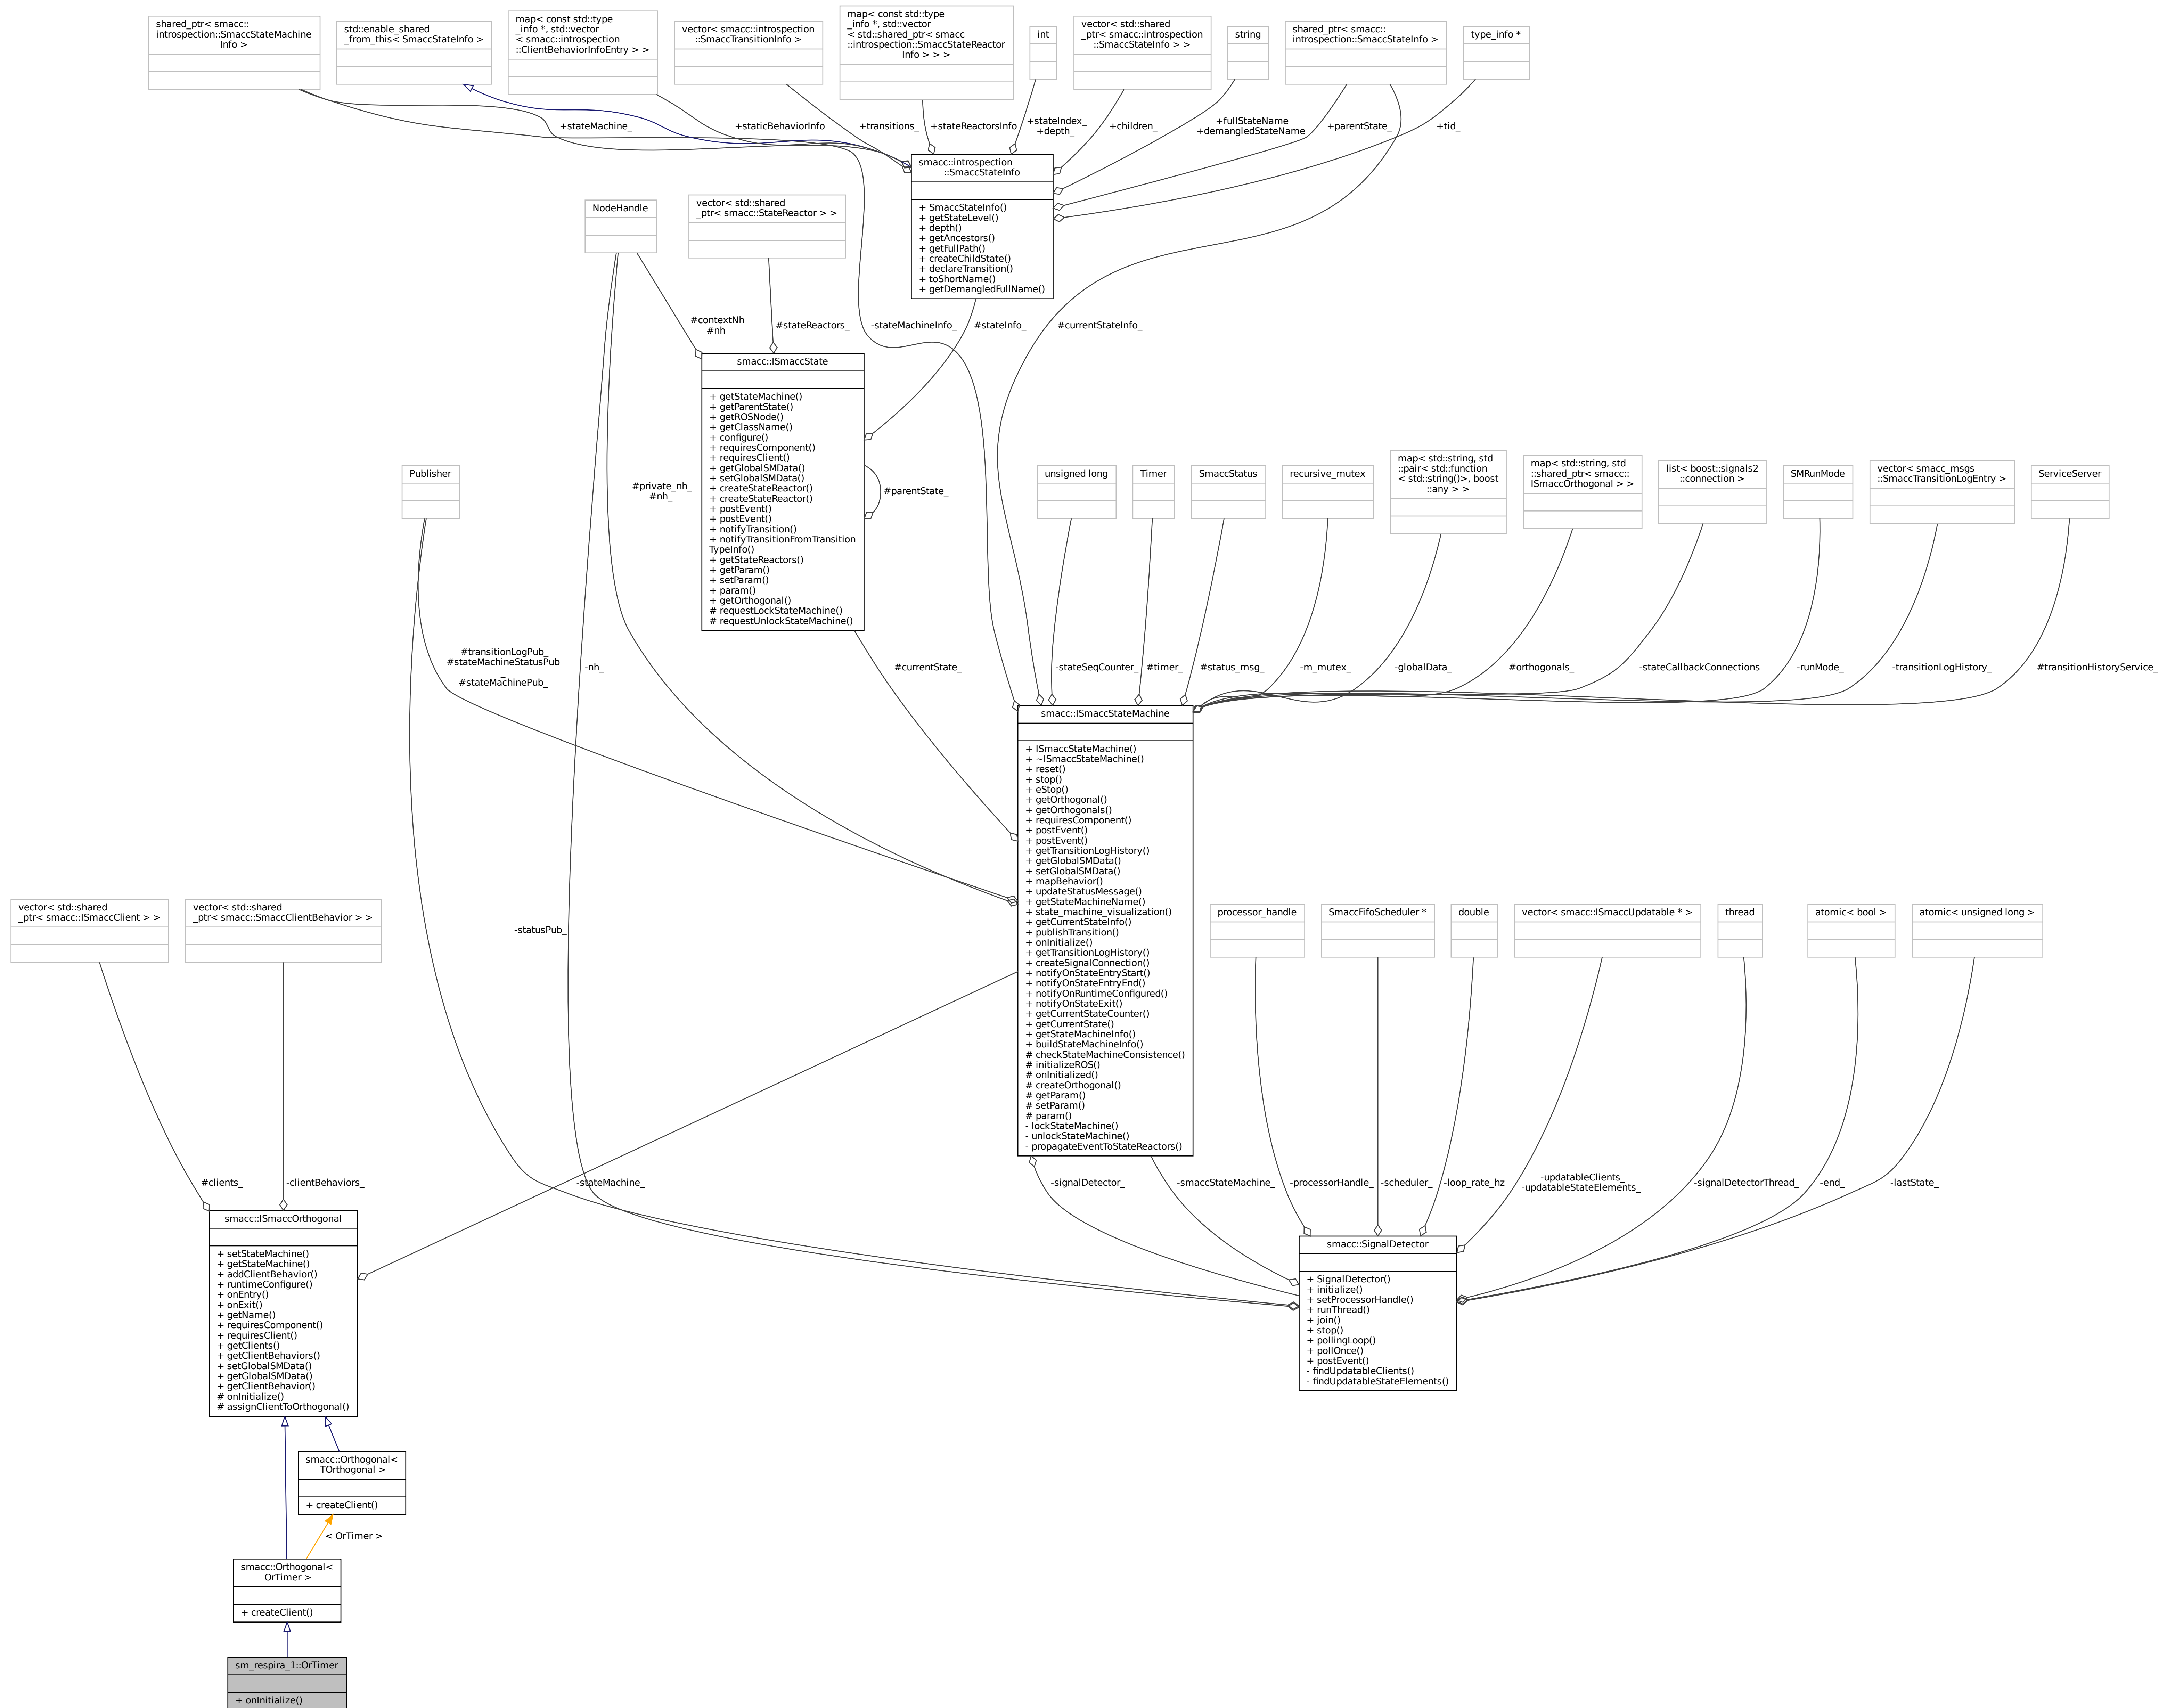 shared_ptr< smacc::
introspection::SmaccStateMachine
Info >
std::enable_shared
_from_this< SmaccStateInfo >
map< const std::type
_info *, std::vector
< smacc::introspection
::ClientBehaviorInfoEntry > >
vector< smacc::introspection
::SmaccTransitionInfo >
map< const std::type
_info *, std::vector
< std::shared_ptr< smacc
::introspection::SmaccStateReactor
Info > > >
int
vector< std::shared
_ptr< smacc::introspection
::SmaccStateInfo > >
string
shared_ptr< smacc::
introspection::SmaccStateInfo >
type_info *
+stateMachine_
+staticBehaviorInfo
+transitions_
+stateReactorsInfo
+stateIndex_
+depth_
+children_
+fullStateName
+demangledStateName
+parentState_
+tid_
smacc::introspection
::SmaccStateInfo
+ SmaccStateInfo()
+ getStateLevel()
+ depth()
+ getAncestors()
+ getFullPath()
+ createChildState()
+ declareTransition()
+ toShortName()
+ getDemangledFullName()
NodeHandle
vector< std::shared
_ptr< smacc::StateReactor > >
#contextNh
#nh
#stateReactors_
-stateMachineInfo_
#stateInfo_
#currentStateInfo_
smacc::ISmaccState
+ getStateMachine()
+ getParentState()
+ getROSNode()
+ getClassName()
+ configure()
+ requiresComponent()
+ requiresClient()
+ getGlobalSMData()
+ setGlobalSMData()
+ createStateReactor()
+ createStateReactor()
+ postEvent()
+ postEvent()
+ notifyTransition()
+ notifyTransitionFromTransition
TypeInfo()
+ getStateReactors()
+ getParam()
+ setParam()
+ param()
+ getOrthogonal()
# requestLockStateMachine()
# requestUnlockStateMachine()
#parentState_
Publisher
#private_nh_
#nh_
unsigned long
Timer
SmaccStatus
recursive_mutex
map< std::string, std
::pair< std::function
< std::string()>, boost
::any > >
map< std::string, std
::shared_ptr< smacc::
ISmaccOrthogonal > >
list< boost::signals2
::connection >
SMRunMode
vector< smacc_msgs
::SmaccTransitionLogEntry >
ServiceServer
#transitionLogPub_
#stateMachineStatusPub
_
#stateMachinePub_
-nh_
#currentState_
-stateSeqCounter_
#timer_
#status_msg_
-m_mutex_
-globalData_
#orthogonals_
-stateCallbackConnections
-runMode_
-transitionLogHistory_
#transitionHistoryService_
smacc::ISmaccStateMachine
+ ISmaccStateMachine()
+ ~ISmaccStateMachine()
+ reset()
+ stop()
+ eStop()
+ getOrthogonal()
+ getOrthogonals()
+ requiresComponent()
+ postEvent()
+ postEvent()
+ getTransitionLogHistory()
+ getGlobalSMData()
+ setGlobalSMData()
+ mapBehavior()
+ updateStatusMessage()
+ getStateMachineName()
+ state_machine_visualization()
+ getCurrentStateInfo()
+ publishTransition()
+ onInitialize()
+ getTransitionLogHistory()
+ createSignalConnection()
+ notifyOnStateEntryStart()
+ notifyOnStateEntryEnd()
+ notifyOnRuntimeConfigured()
+ notifyOnStateExit()
+ getCurrentStateCounter()
+ getCurrentState()
+ getStateMachineInfo()
+ buildStateMachineInfo()
# checkStateMachineConsistence()
# initializeROS()
# onInitialized()
# createOrthogonal()
# getParam()
# setParam()
# param()
- lockStateMachine()
- unlockStateMachine()
- propagateEventToStateReactors()
vector< std::shared
_ptr< smacc::ISmaccClient > >
vector< std::shared
_ptr< smacc::SmaccClientBehavior > >
-statusPub_
processor_handle
SmaccFifoScheduler *
double
vector< smacc::ISmaccUpdatable * >
thread
atomic< bool >
atomic< unsigned long >
#clients_
-clientBehaviors_
-stateMachine_
-signalDetector_
-smaccStateMachine_
-processorHandle_
-scheduler_
-loop_rate_hz
-updatableClients_
-updatableStateElements_
-signalDetectorThread_
-end_
-lastState_
smacc::ISmaccOrthogonal
+ setStateMachine()
+ getStateMachine()
+ addClientBehavior()
+ runtimeConfigure()
+ onEntry()
+ onExit()
+ getName()
+ requiresComponent()
+ requiresClient()
+ getClients()
+ getClientBehaviors()
+ setGlobalSMData()
+ getGlobalSMData()
+ getClientBehavior()
# onInitialize()
# assignClientToOrthogonal()
smacc::SignalDetector
+ SignalDetector()
+ initialize()
+ setProcessorHandle()
+ runThread()
+ join()
+ stop()
+ pollingLoop()
+ pollOnce()
+ postEvent()
- findUpdatableClients()
- findUpdatableStateElements()
smacc::Orthogonal<
TOrthogonal >
+ createClient()
< OrTimer >
smacc::Orthogonal<
OrTimer >
+ createClient()
sm_respira_1::OrTimer
+ onInitialize()